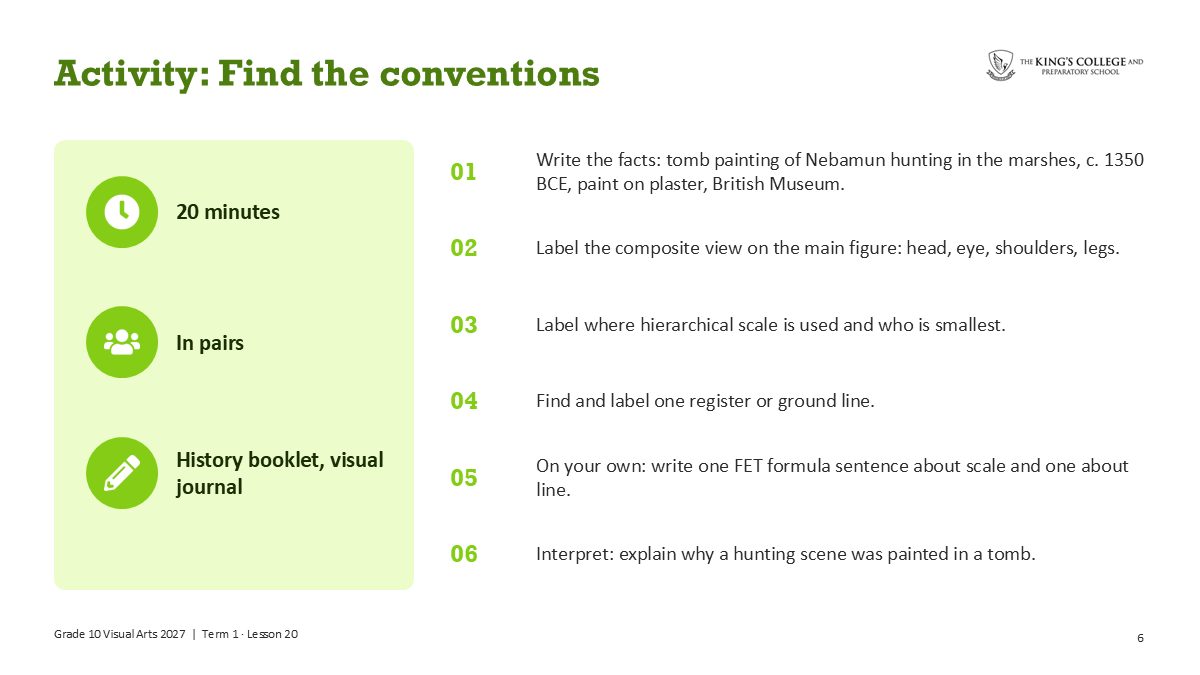 Activity: Find the conventions
THE KING'S COLLEGE AND
PREPARATORY SCHOOL
20 minutes
In pairs
History booklet, visual
journal
01
Write the facts: tomb painting of Nebamun hunting in the marshes, c. 1350
BCE, paint on plaster, British Museum.
02
Label the composite view on the main figure: head, eye, shoulders, legs.
03
Label where hierarchical scale is used and who is smallest.
04
Find and label one register or ground line.
05
On your own: write one FET formula sentence about scale and one about
line.
06
Interpret: explain why a hunting scene was painted in a tomb.
Grade 10 Visual Arts 2027 | Term 1 · Lesson 20
6